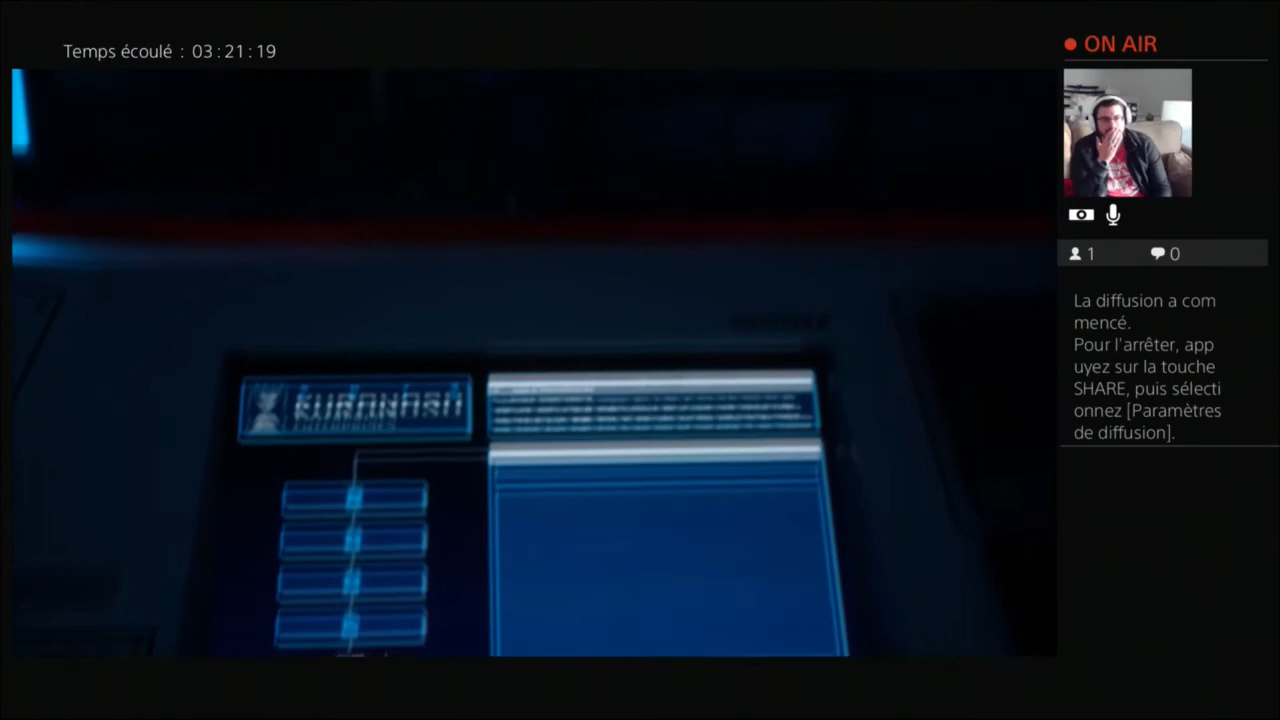 Temps écoulé : 03:21:19
ON AIR
1
0
La diffusion a com
mencé.
Pour l'arrêter, app
uyez sur la touche
SHARE, puis sélecti
onnez [Paramètres
de diffusion].
ENTERPRISES